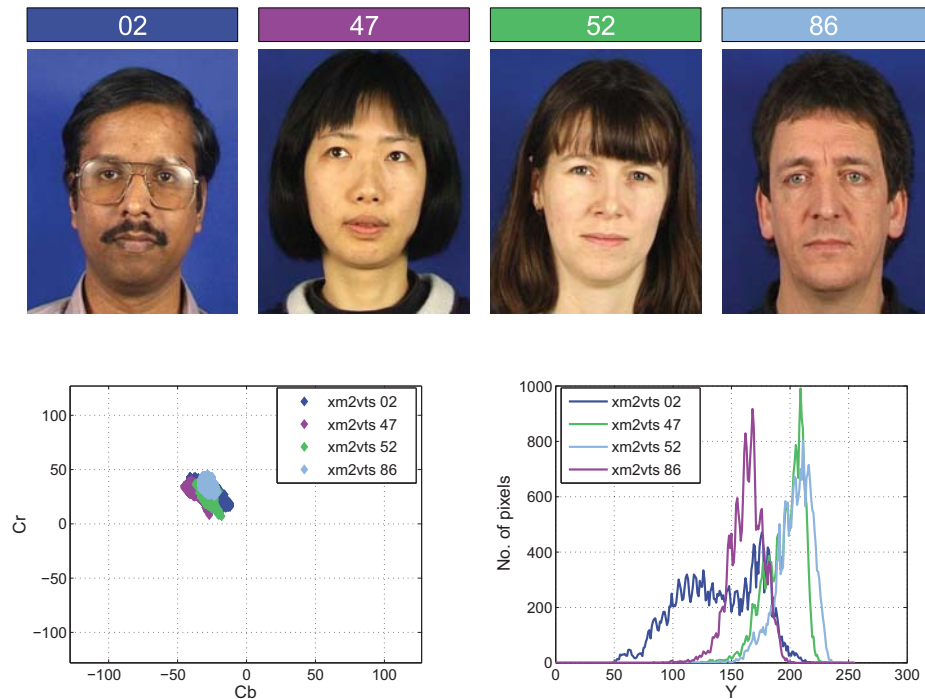 02 47 52 86
100
50
0
−50
−100
Cr
−100 −50 0 50 100
Cb
xm2vts 02
xm2vts 47
xm2vts 52
xm2vts 86
1000
800
600
400
200
0
No. of pixels
0 50 100 150 200 250 300
Y
xm2vts 02
xm2vts 47
xm2vts 52
xm2vts 86